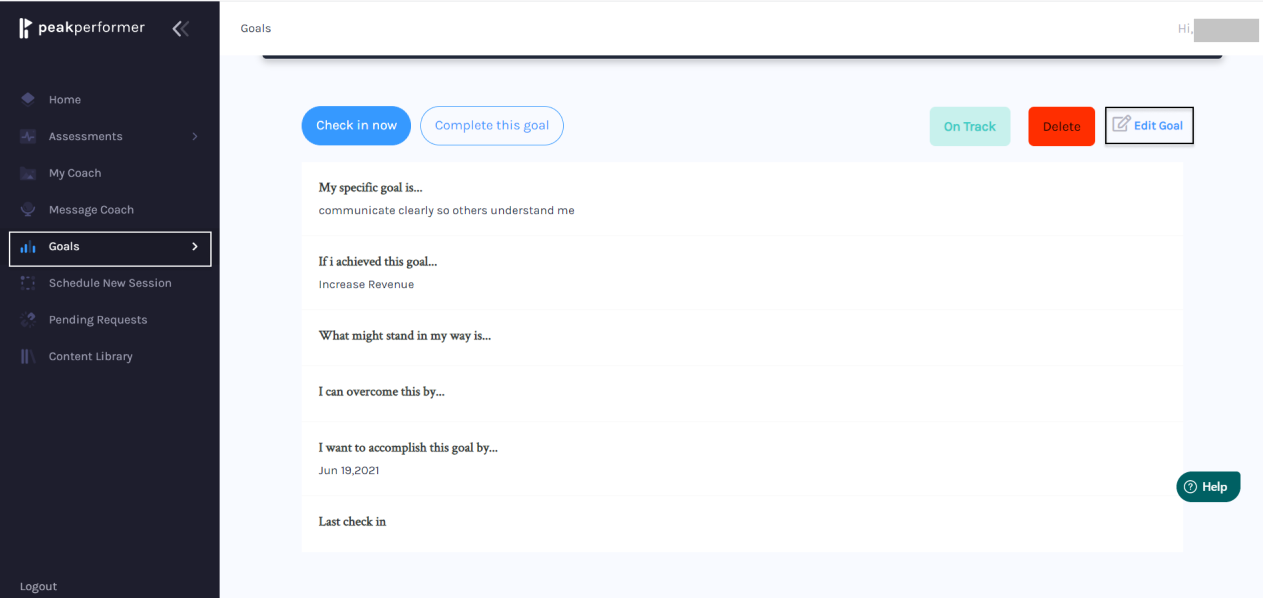 peakperformer
Goals
Hi,
Home
Assessments
My Coach
Message Coach
Goals
Schedule New Session
Pending Requests
Content Library
Logout
Check in now
Complete this goal
On Track
Delete
Edit Goal
My specific goal is...
communicate clearly so others understand me
If i achieved this goal...
Increase Revenue
What might stand in my way is...
I can overcome this by...
I want to accomplish this goal by...
Jun 19,2021
Last check in
Help